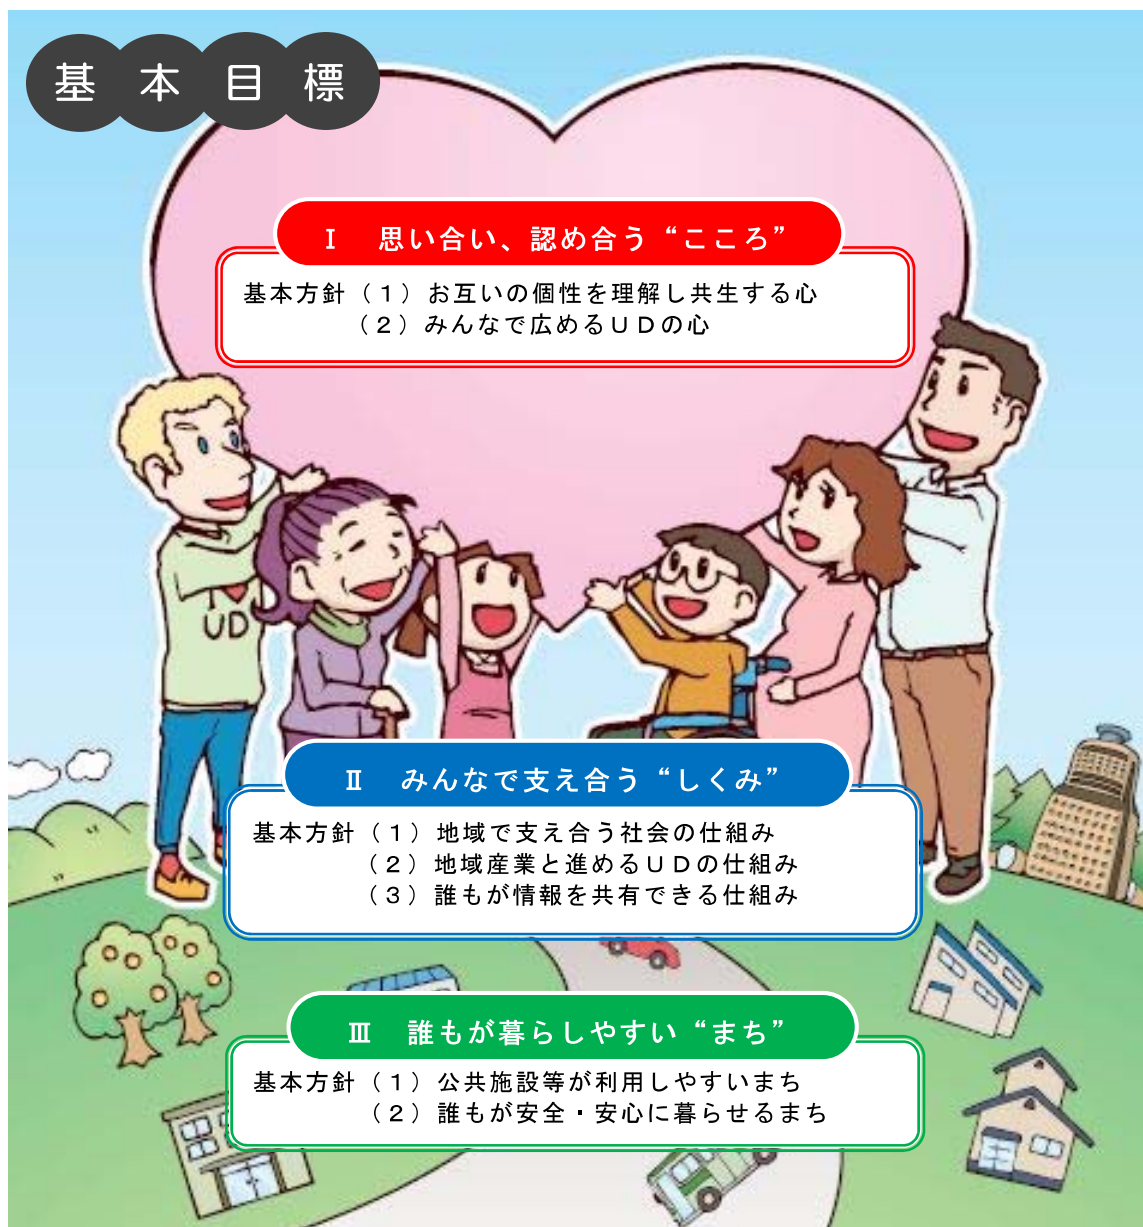 基本目標
Ⅰ 思い合い、認め合う“こころ”
基本方針（１）お互いの個性を理解し共生する心
（２）みんなで広めるＵＤの心
UD
Ⅱ みんなで支え合う“しくみ”
基本方針（１）地域で支え合う社会の仕組み
（２）地域産業と進めるＵＤの仕組み
（３）誰もが情報を共有できる仕組み
Ⅲ 誰もが暮らしやすい“まち”
基本方針（１）公共施設等が利用しやすいまち
（２）誰もが安全・安心に暮らせるまち